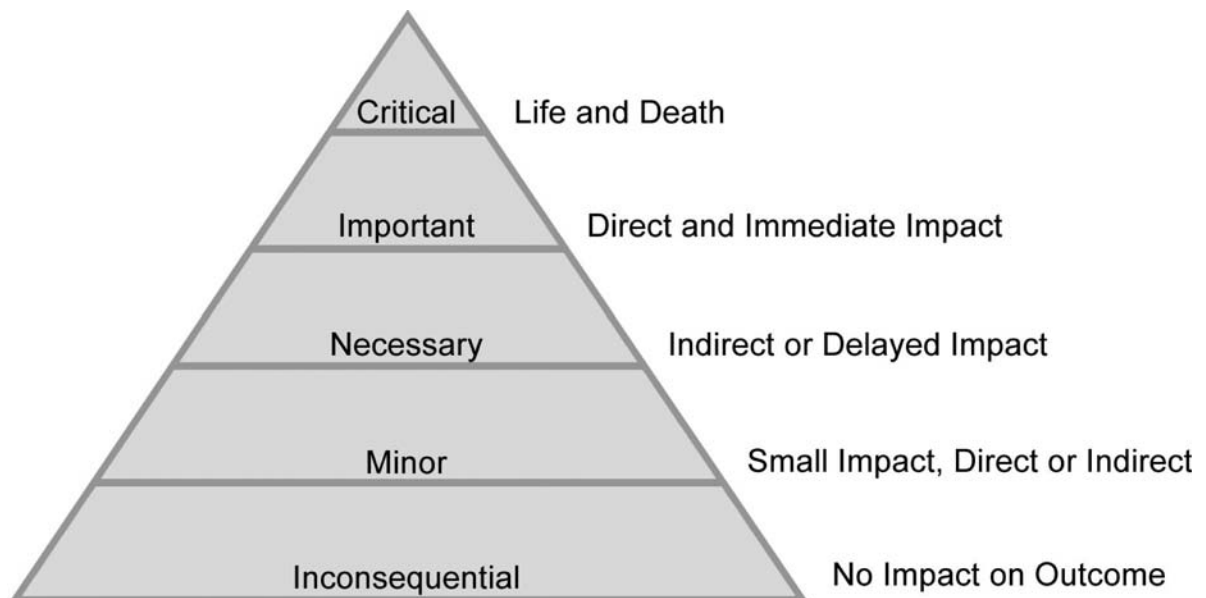 Critical Life and Death
Important Direct and Immediate Impact
Necessary Indirect or Delayed Impact
Minor Small Impact, Direct or Indirect
Inconsequential No Impact on Outcome